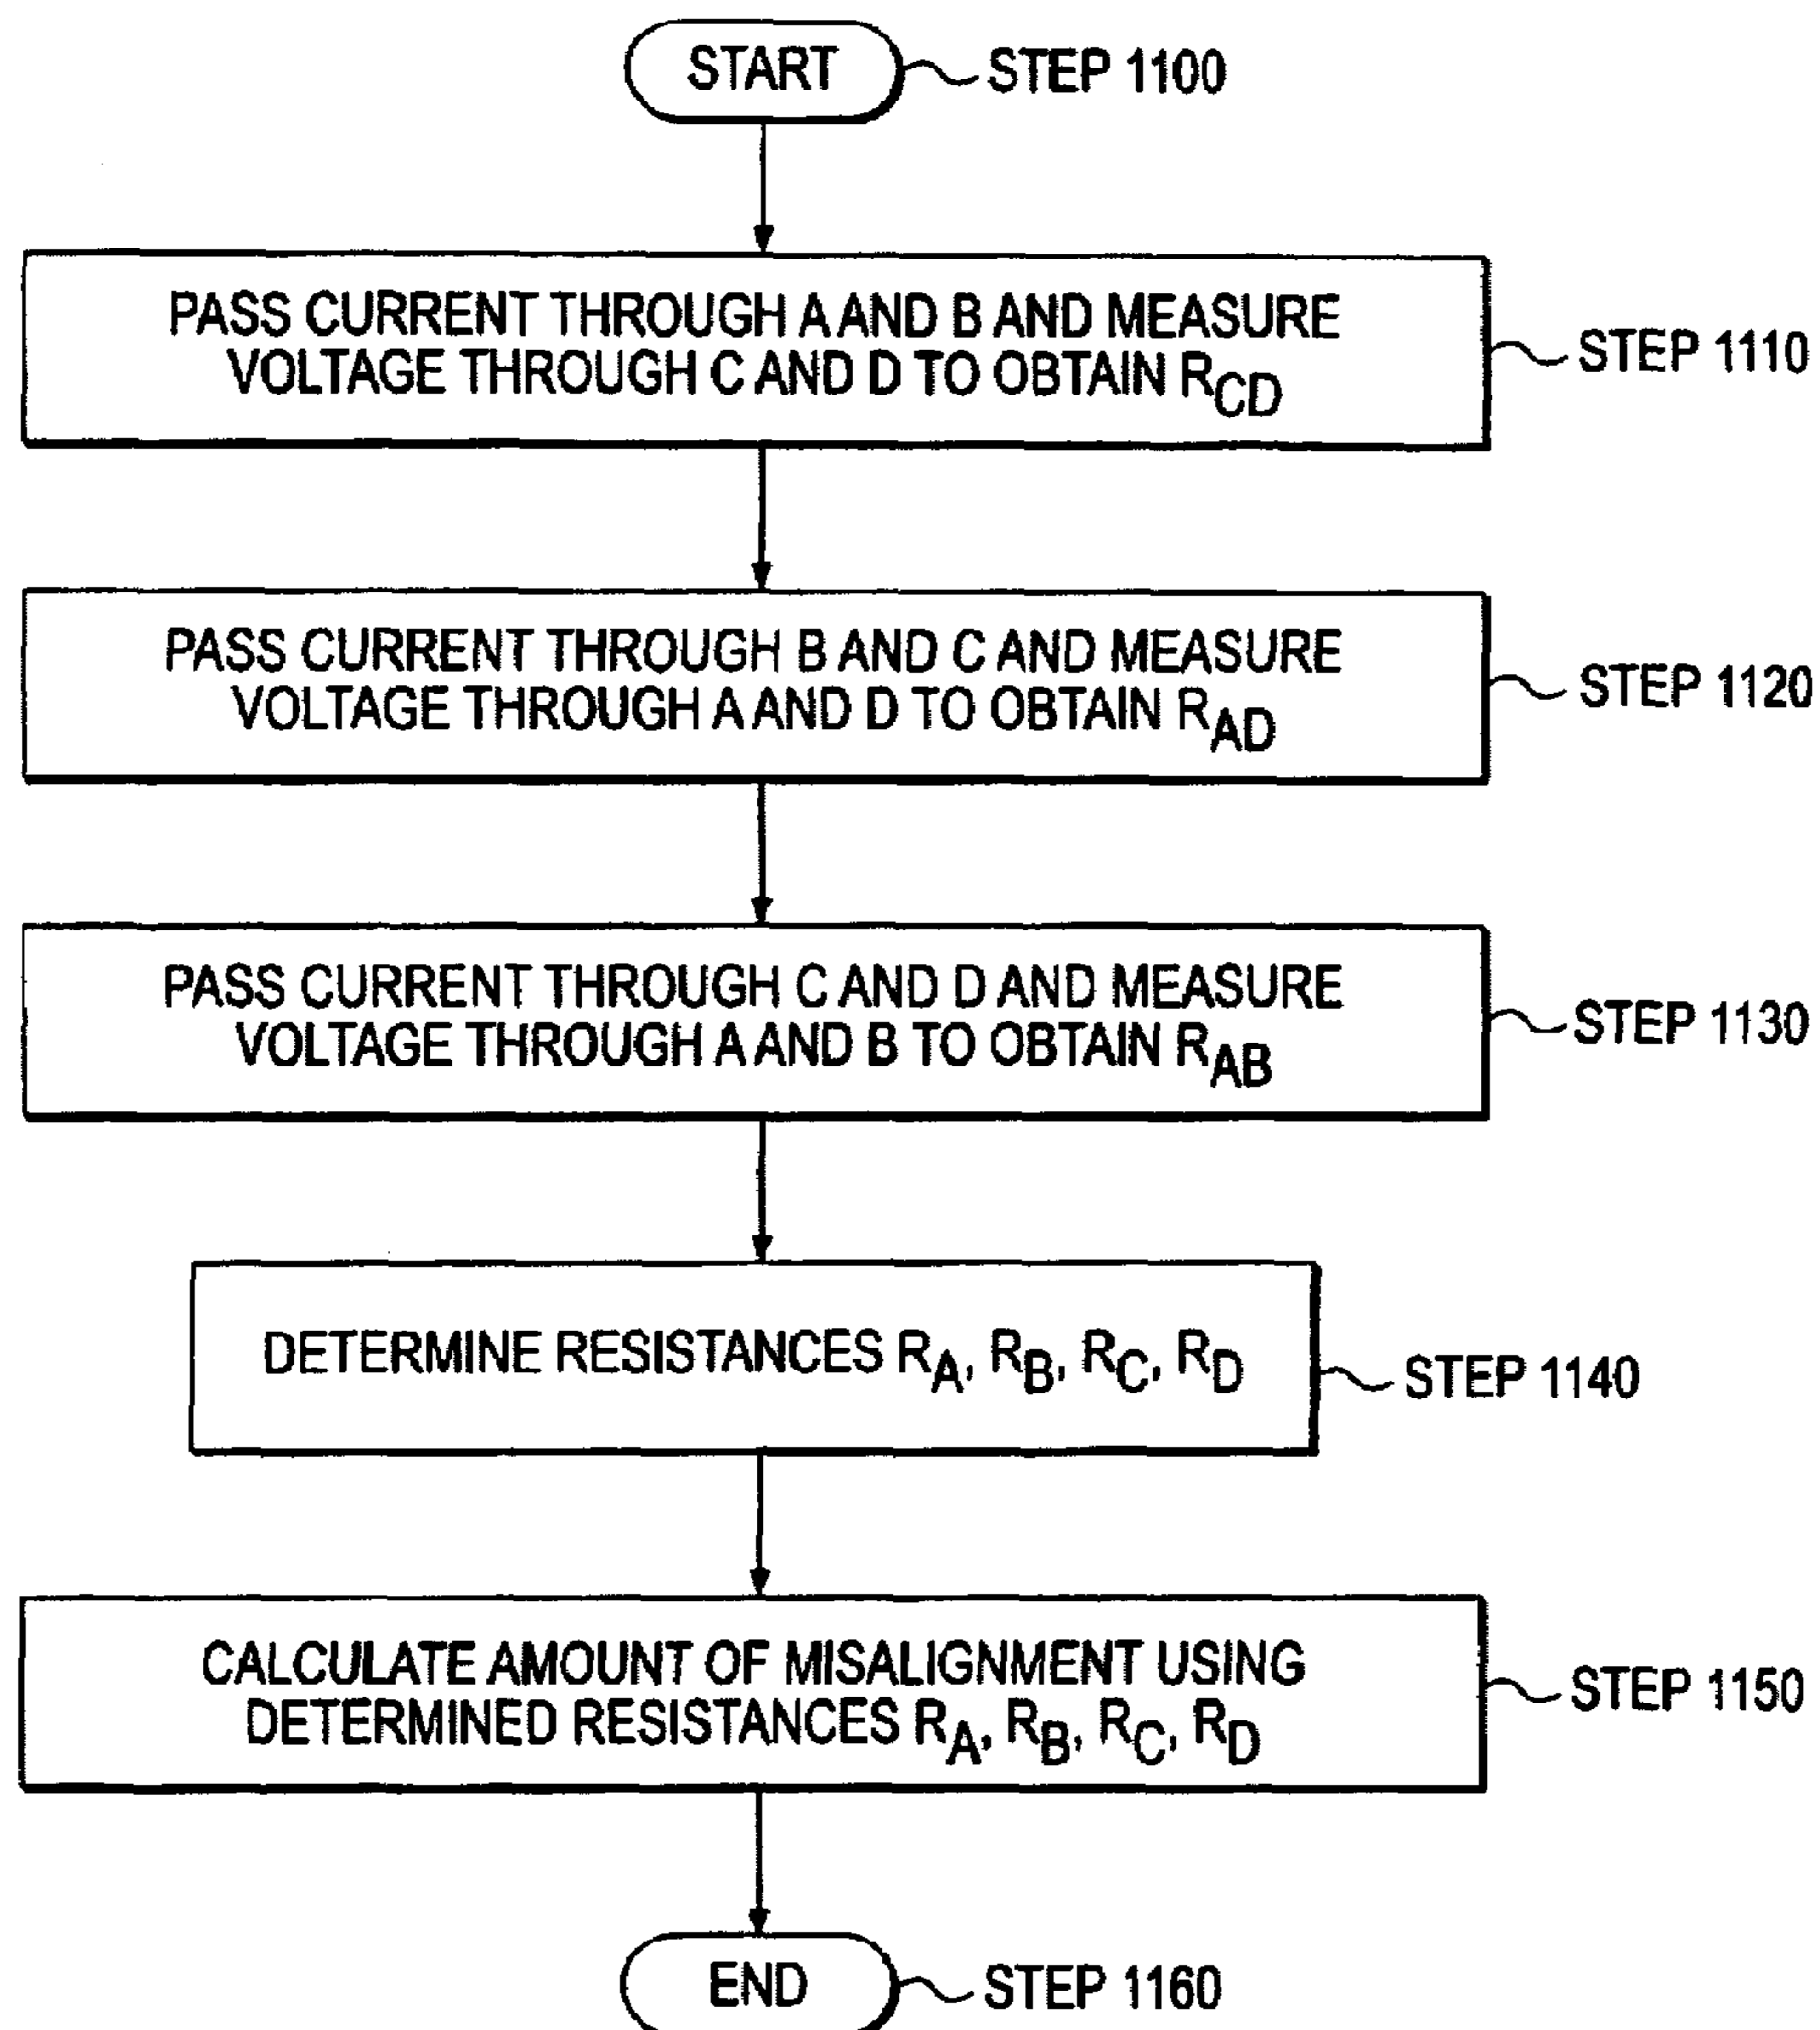 START
STEP 1100
PASS CURRENT THROUGH A AND B AND MEASURE
VOLTAGE THROUGH C AND D TO OBTAIN RCD
STEP 1110
PASS CURRENT THROUGH B AND C AND MEASURE
VOLTAGE THROUGH A AND D TO OBTAIN RAD
STEP 1120
PASS CURRENT THROUGH C AND D AND MEASURE
VOLTAGE THROUGH A AND B TO OBTAIN RAB
STEP 1130
DETERMINE RESISTANCES RA, RB, RC, RD
STEP 1140
CALCULATE AMOUNT OF MISALIGNMENT USING
DETERMINED RESISTANCES RA, RB, RC, RD
STEP 1150
END
STEP 1160